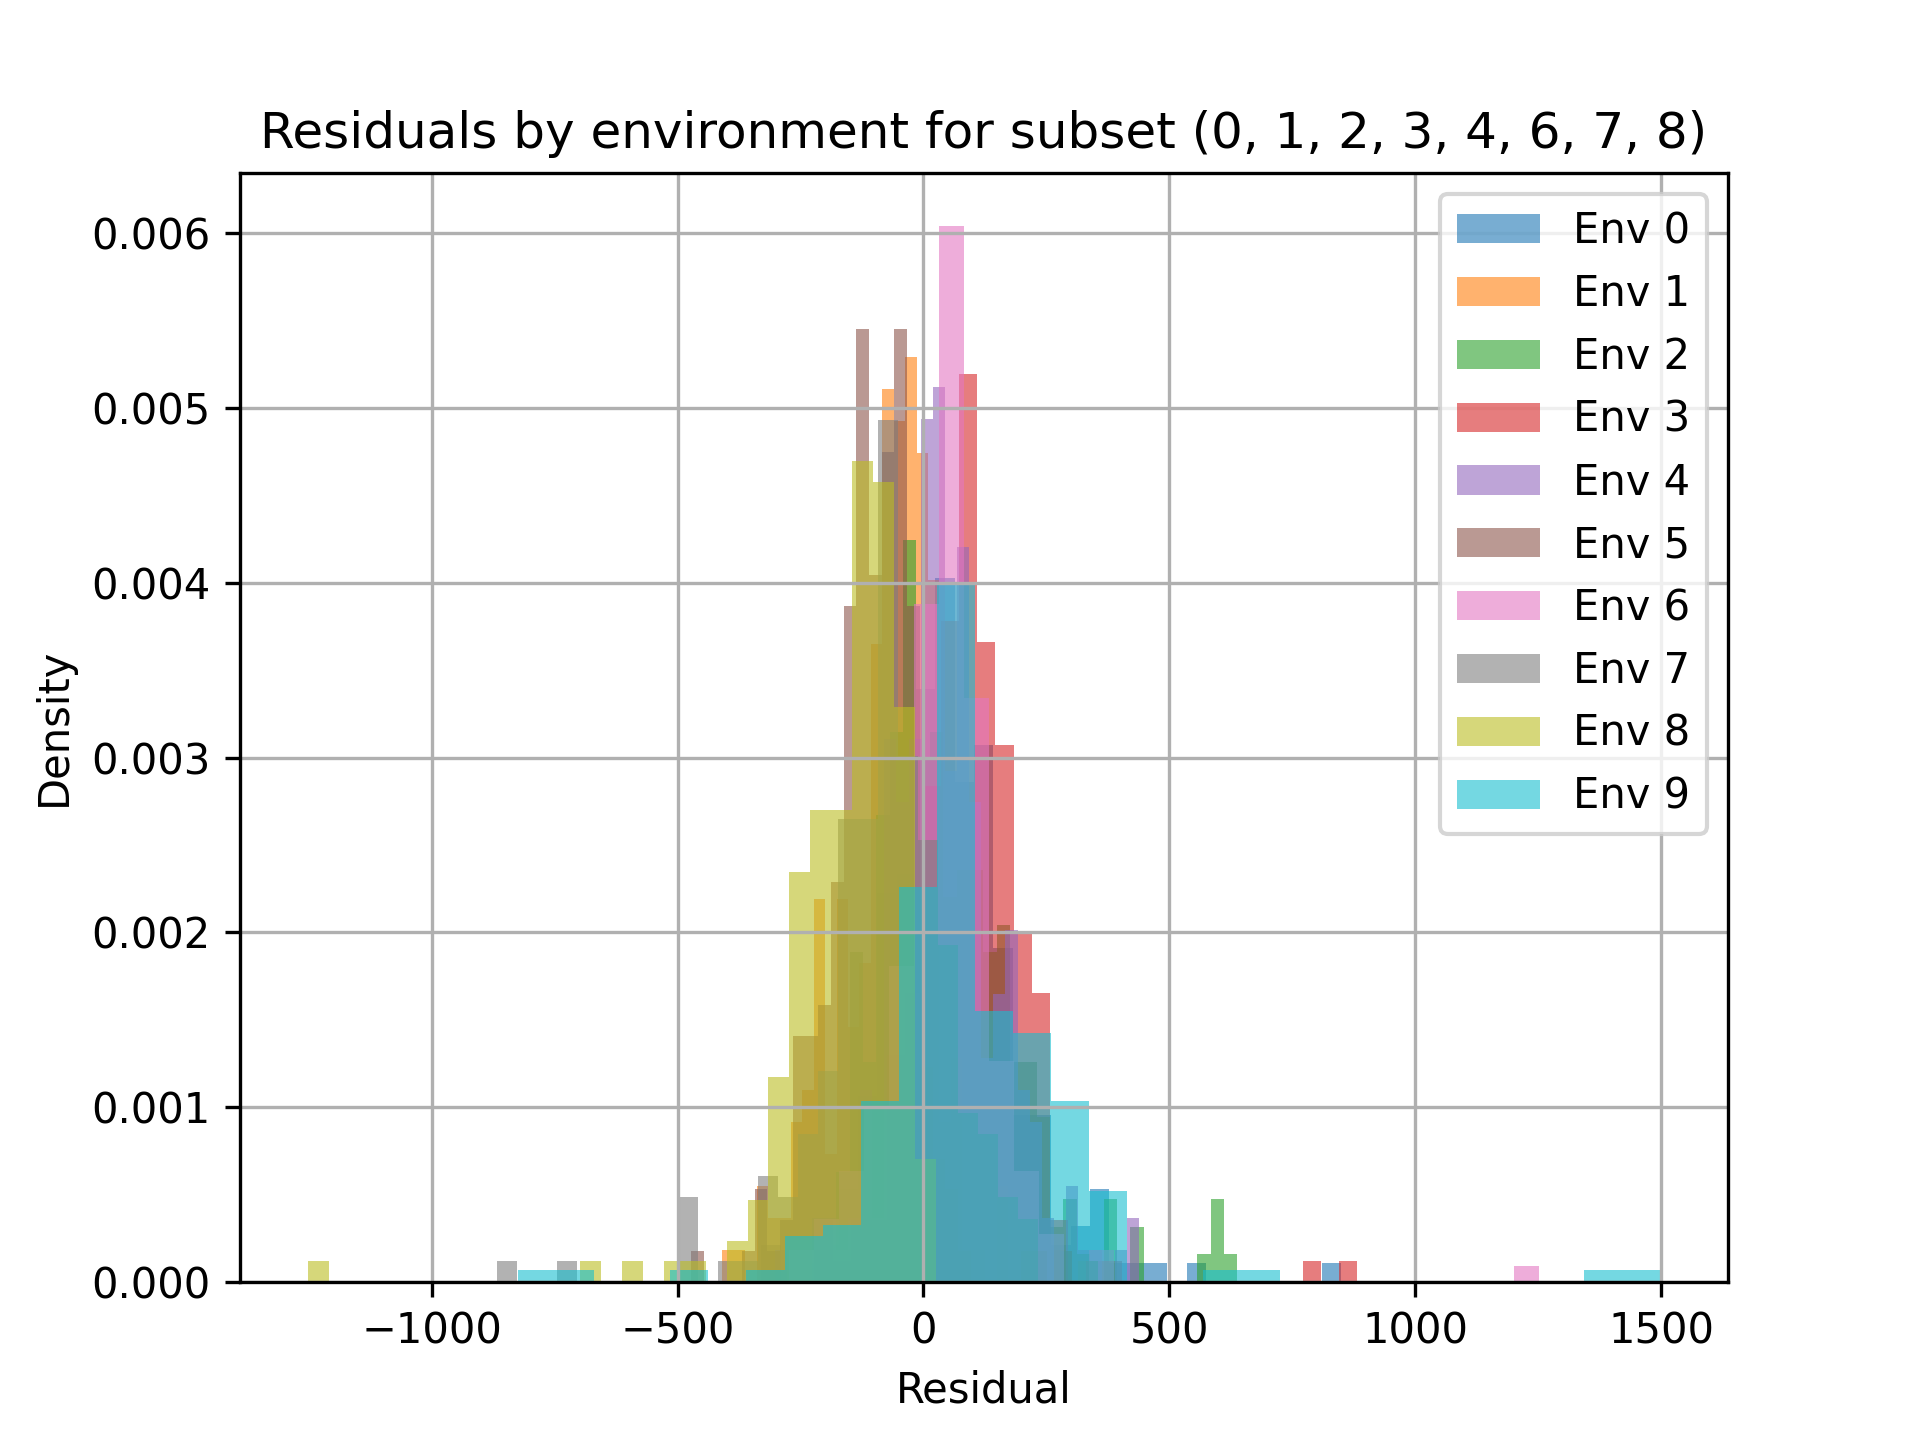 Residuals by environment for subset (0, 1, 2, 3, 4, 6, 7, 8)
Env 0
Env 1
Env 2
Env 3
Env 4
Env 5
Env 6
Env 7
Env 8
Env 9
0.006
0.005
0.004
0.003
0.002
0.001
0.000
Density
−1000
−500
0
500
1000
1500
Residual